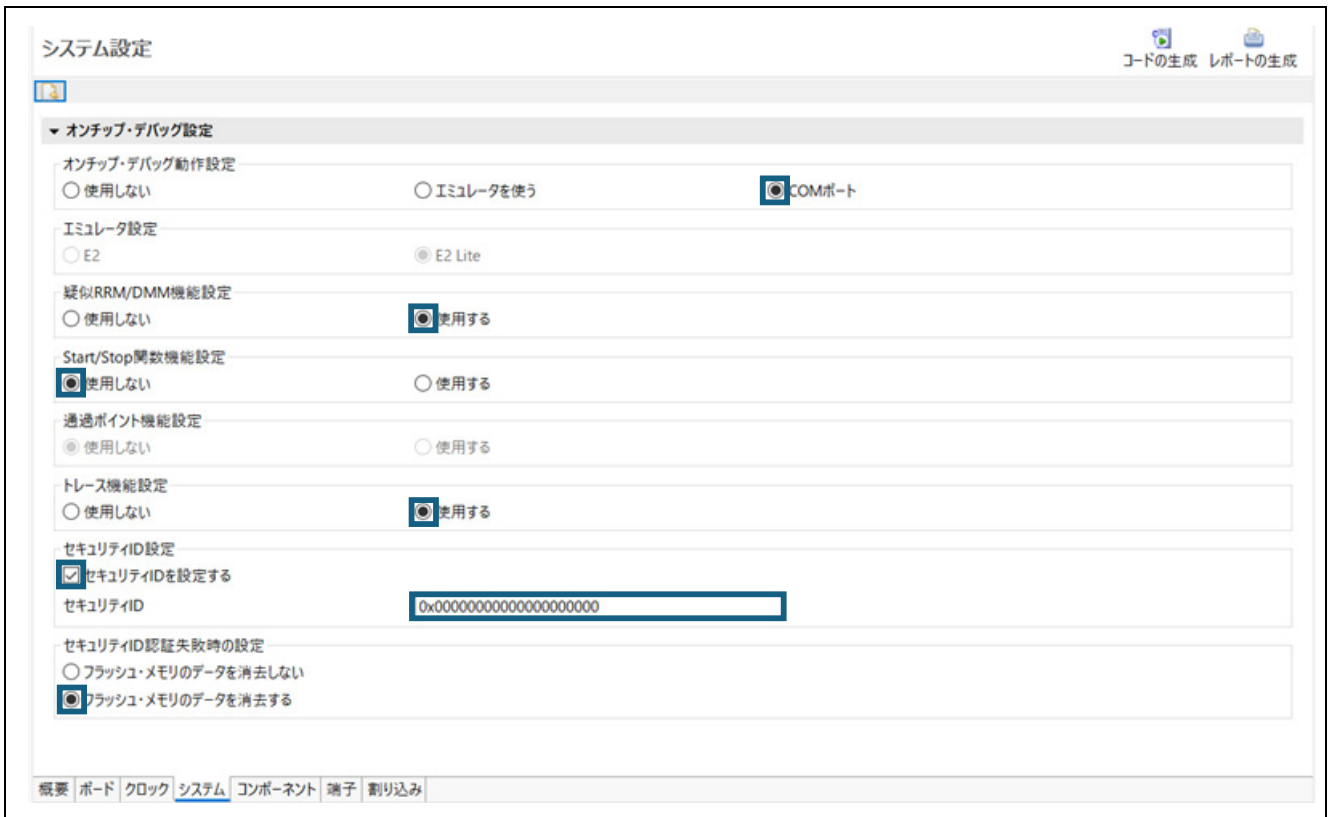 システム設定
コードの生成 レポートの生成
オンチップ・デバッグ設定
オンチップ・デバッグ動作設定
使用しない エミュレータを使う COMポート
エミュレータ設定
E2 E2 Lite
疑似RRM/DMM機能設定
使用しない 使用する
Start/Stop関数機能設定
使用しない 使用する
通過ポイント機能設定
使用しない 使用する
トレース機能設定
使用しない 使用する
セキュリティID設定
セキュリティIDを設定する
セキュリティID 0x00000000000000000000
セキュリティID認証失敗時の設定
フラッシュ・メモリのデータを消去しない
フラッシュ・メモリのデータを消去する
概要 ボード クロック システム コンポーネント 端子 割り込み